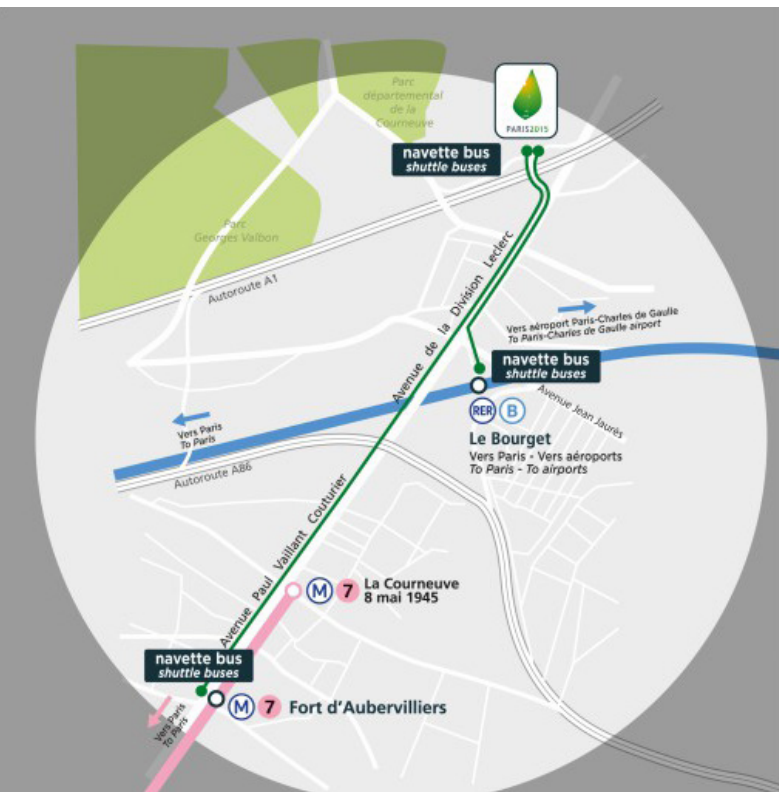 Parc
départemental
de la
Courneuve
PARIS2015
navette bus
shuttle buses
Parc
Georges Valbon
Autoroute A1
Avenue de la Division Leclerc
Vers aéroport Paris-Charles de Gaulle
To Paris-Charles de Gaulle airport
navette bus
shuttle buses
RER B
Avenue Jean Jaurès
Vers Paris
To Paris
Le Bourget
Vers Paris - Vers aéroports
To Paris - To airports
Autoroute A86
Avenue Paul Vaillant Couturier
M 7 La Courneuve
8 mai 1945
navette bus
shuttle buses
M 7 Fort d'Aubervilliers
Vers Paris
To Paris